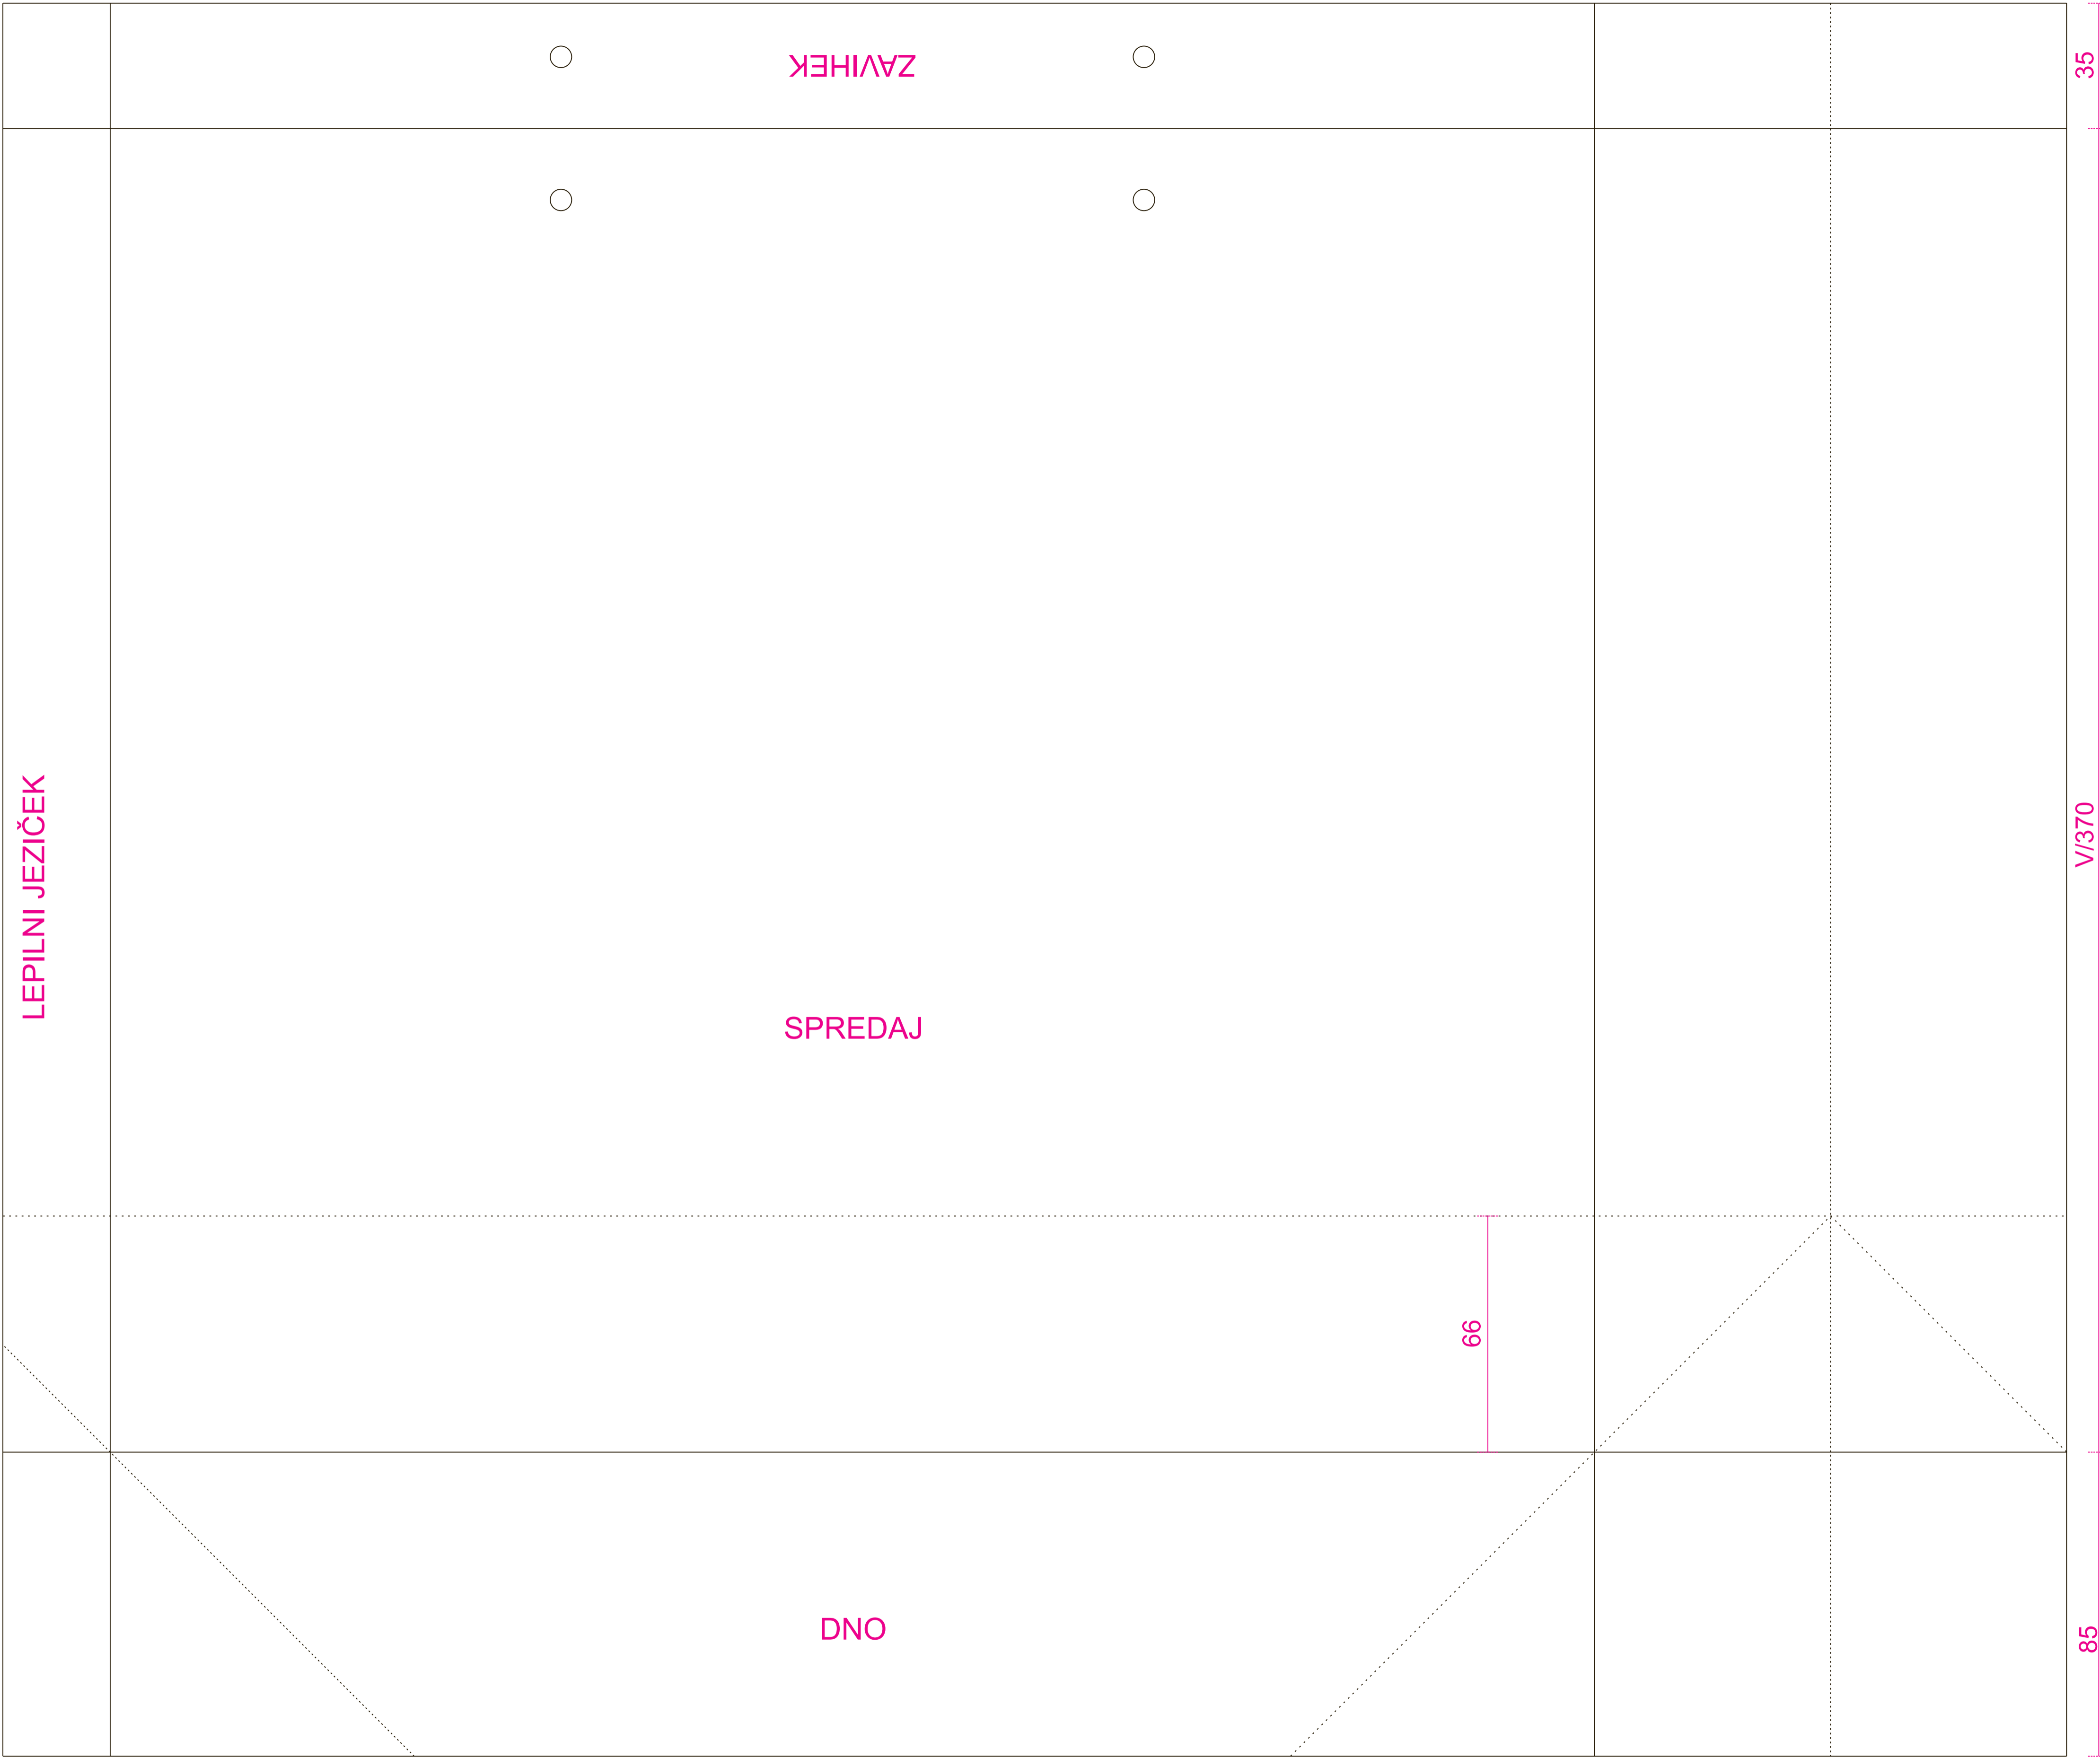 ZAVIHEK
35
LEPILNI JEZIČEK
V/370
SPREDAJ
66
DNO
85